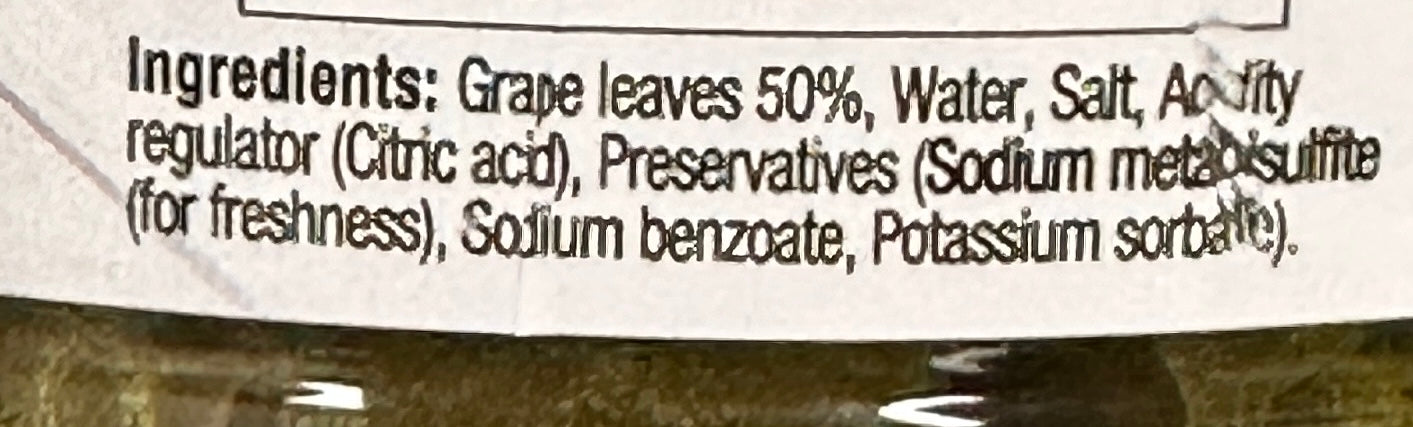 Ingredients: Grape leaves 50%, Water, Salt, Acidity
regulator (Citric acid), Preservatives (Sodium metabisulfite
(for freshness), Sodium benzoate, Potassium sorbate).